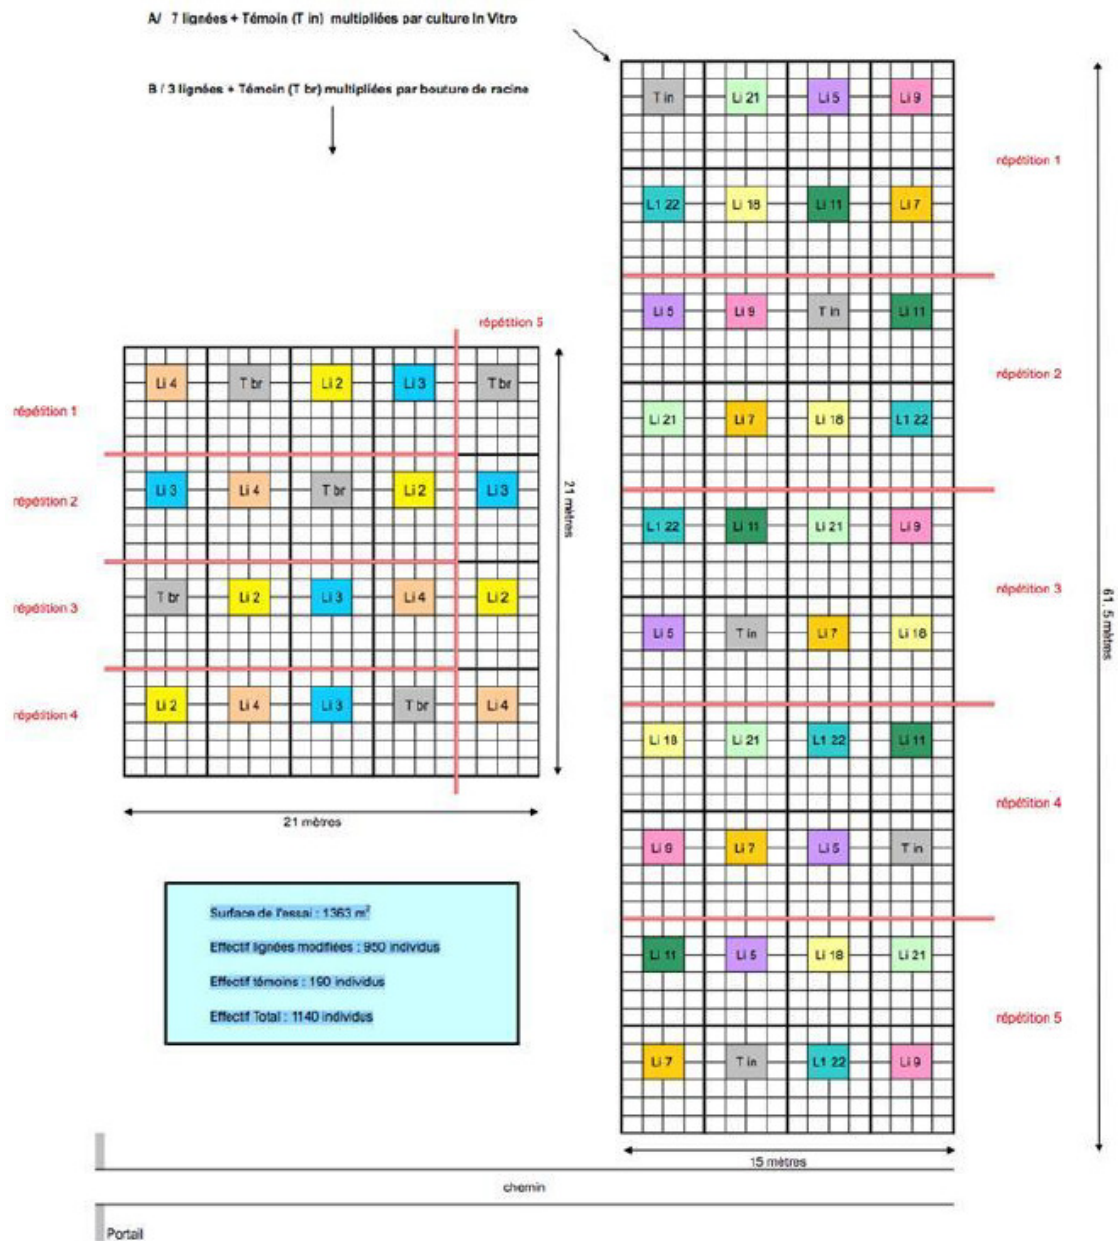 A/ 7 lignées + Témoin (T in) multipliées par culture In Vitro
B / 3 lignées + Témoin (T br) multipliées par bouture de racine
T in Li 21 Li 5 Li 9
répétition 1
L1 22 Li 18 Li 11 Li 7
Li 5 Li 9 T in Li 11
répétition 2
Li 21 Li 7 Li 18 L1 22
L1 22 Li 11 Li 21 Li 9
répétition 3
Li 5 T in Li 7 Li 18
Li 18 Li 21 L1 22 Li 11
répétition 4
Li 9 Li 7 Li 5 T in
Li 11 Li 5 Li 18 Li 21
répétition 5
Li 7 T in L1 22 Li 9
61, 5 mètres
15 mètres
répétition 5
Li 4 T br Li 2 Li 3 T br
répétition 1
Li 3 Li 4 T br Li 2 Li 3
répétition 2
T br Li 2 Li 3 Li 4 Li 2
répétition 3
Li 2 Li 4 Li 3 T br Li 4
répétition 4
21 mètres
21 mètres
Surface de l'essai : 1363 m²
Effectif lignées modifiées : 950 individus
Effectif témoins : 190 individus
Effectif Total : 1140 individus
chemin
Portail